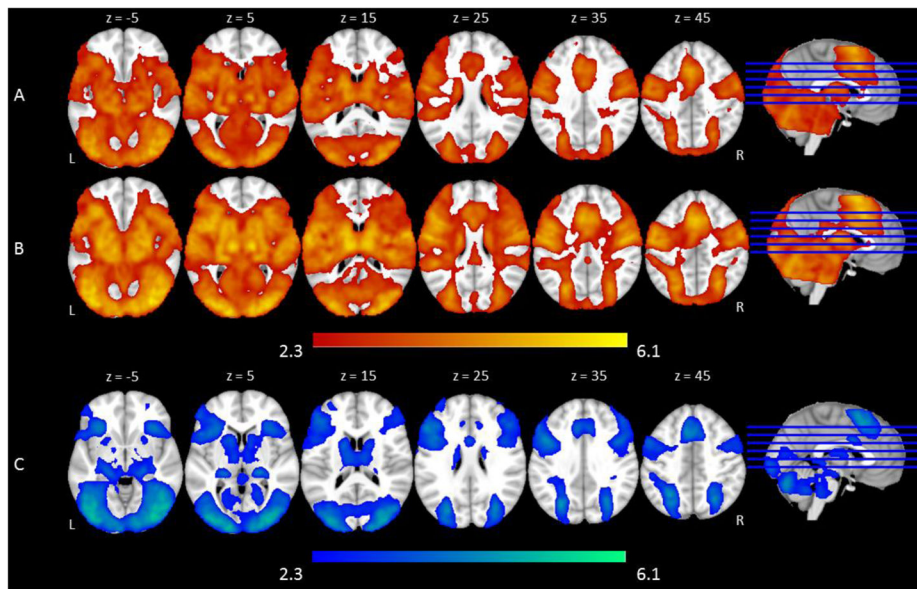 z = -5 z = 5 z = 15 z = 25 z = 35 z = 45
A
L R
B
L R
2.3 6.1
z = -5 z = 5 z = 15 z = 25 z = 35 z = 45
C
L R
2.3 6.1